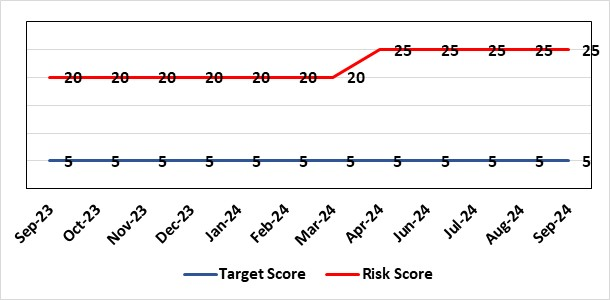 25 25 25 25 25
20 20 20 20 20 20 20
5 5 5 5 5 5 5 5 5 5 5 5
Sep-23 Oct-23 Nov-23 Dec-23 Jan-24 Feb-24 Mar-24 Apr-24 Jun-24 Jul-24 Aug-24 Sep-24
Target Score Risk Score